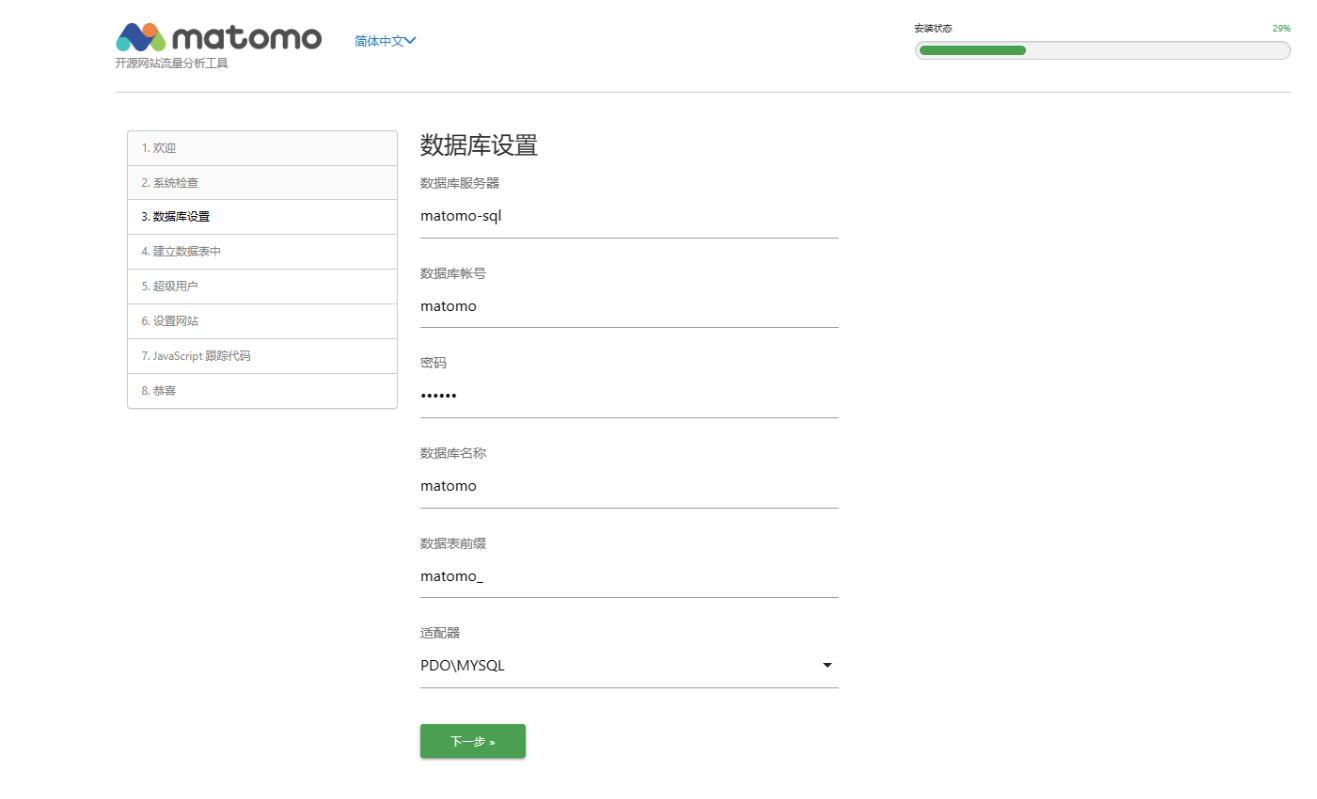 matomo
简体中文
开源网站流量分析工具
安装状态
29%
1. 欢迎
2. 系统检查
3. 数据库设置
4. 建立数据表中
5. 超级用户
6. 设置网站
7. JavaScript 跟踪代码
8. 恭喜
数据库设置
数据库服务器
matomo-sql
数据库帐号
matomo
密码
••••••
数据库名称
matomo
数据表前缀
matomo_
适配器
PDO\MYSQL
下一步 »